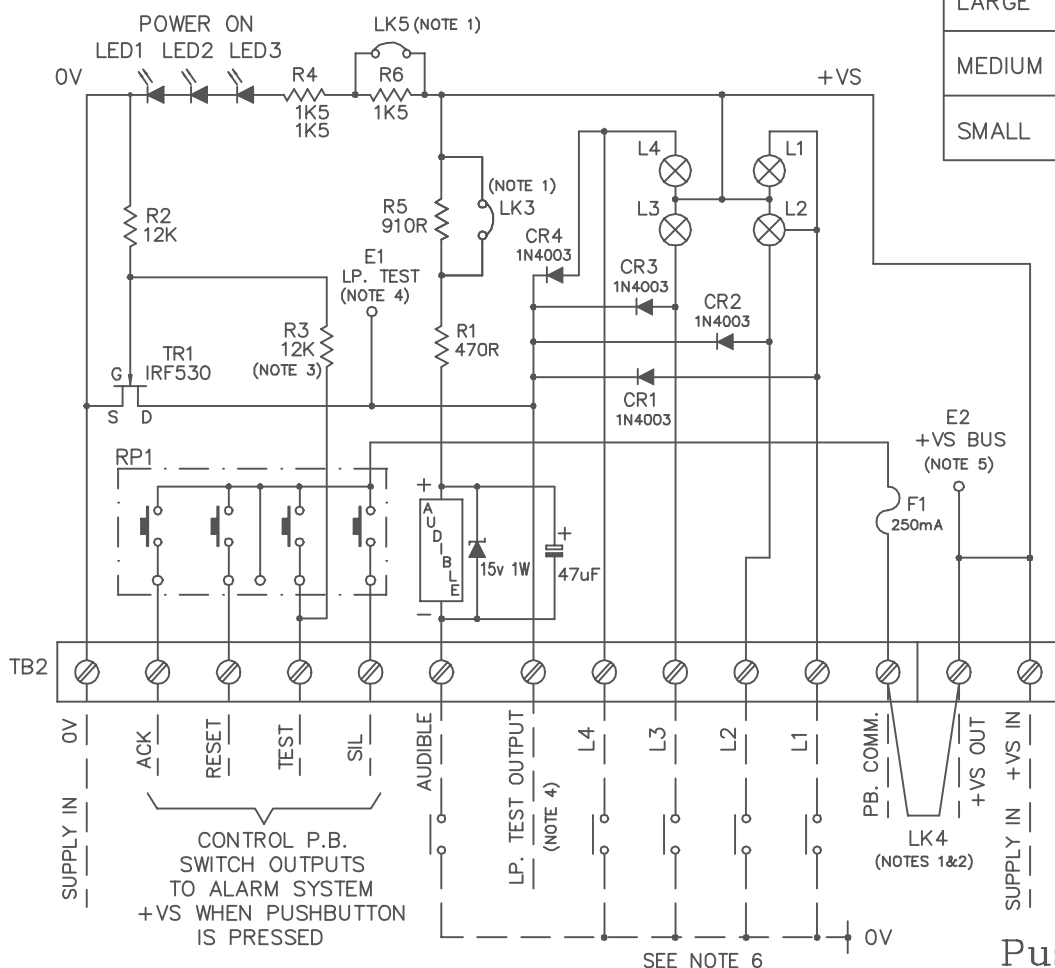 LARGE
MEDIUM
SMALL
POWER ON
LED1 LED2 LED3
LK5 (NOTE 1)
0V
R4
1K5
1K5
R6
1K5
+VS
L4
L1
L3
L2
(NOTE 1)
LK3
R5
910R
R2
12K
CR4
1N4003
E1
LP. TEST
(NOTE 4)
CR3
1N4003
CR2
1N4003
R3
12K
(NOTE 3)
R1
470R
TR1
IRF530
G
S D
CR1
1N4003
E2
+VS BUS
(NOTE 5)
RP1
F1
250mA
+
AUDIBLE
−
15v 1W
+
47uF
TB2
SUPPLY IN 0V
ACK
RESET
TEST
SIL
AUDIBLE
LP. TEST OUTPUT
(NOTE 4)
L4
L3
L2
L1
PB. COMM.
+VS OUT
SUPPLY IN +VS IN
LK4
(NOTES 1&2)
CONTROL P.B.
SWITCH OUTPUTS
TO ALARM SYSTEM
+VS WHEN PUSHBUTTON
IS PRESSED
0V
SEE NOTE 6